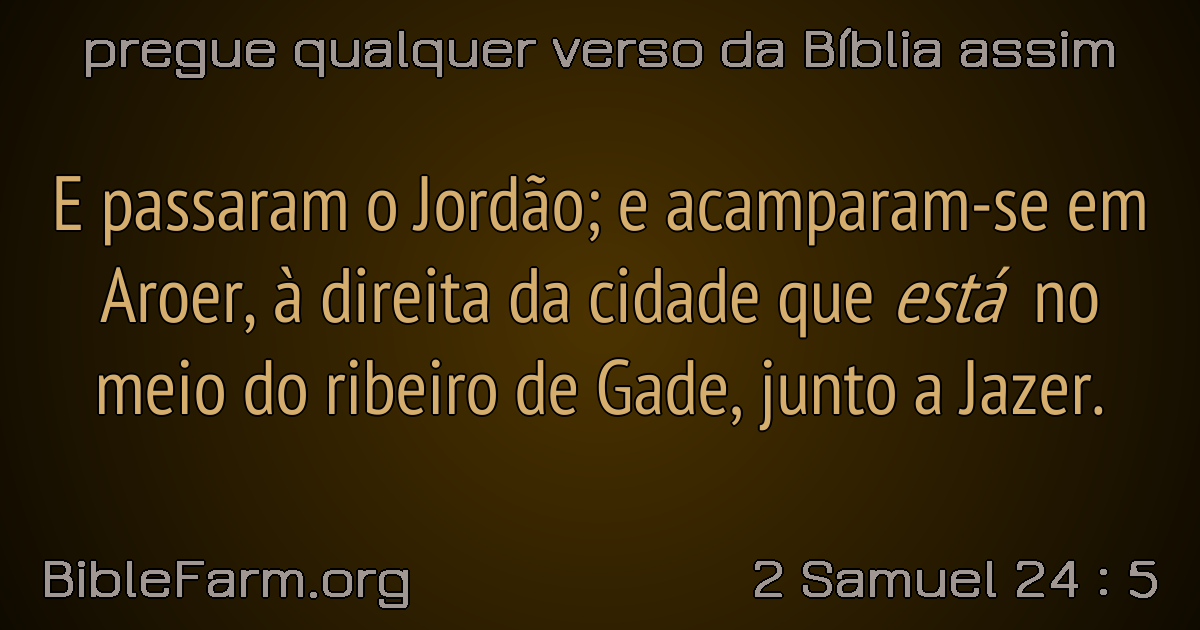 pregue qualquer verso da Bíblia assim
E passaram o Jordão; e acamparam-se em
Aroer, à direita da cidade que está no
meio do ribeiro de Gade, junto a Jazer.
BibleFarm.org
2 Samuel 24 : 5